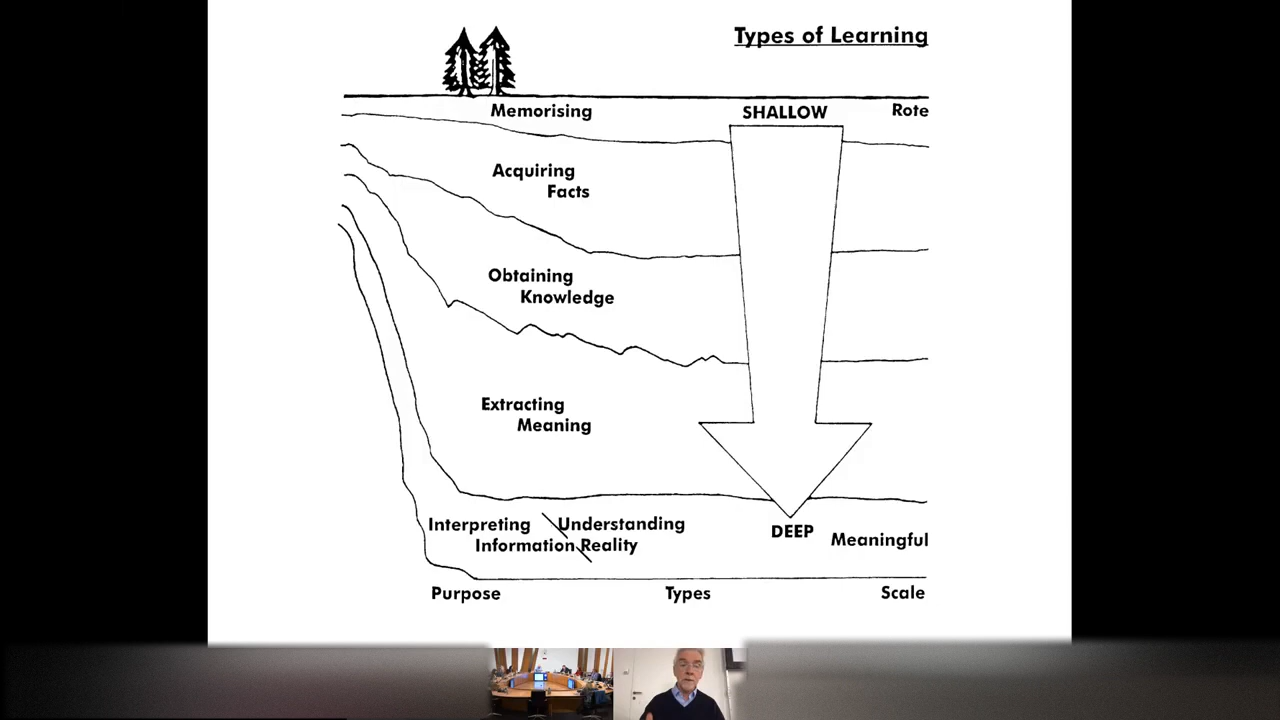 Types of Learning
Memorising
SHALLOW
Rote
Acquiring
Facts
Obtaining
Knowledge
Extracting
Meaning
Interpreting
Information
Understanding
Reality
DEEP
Meaningful
Purpose
Types
Scale